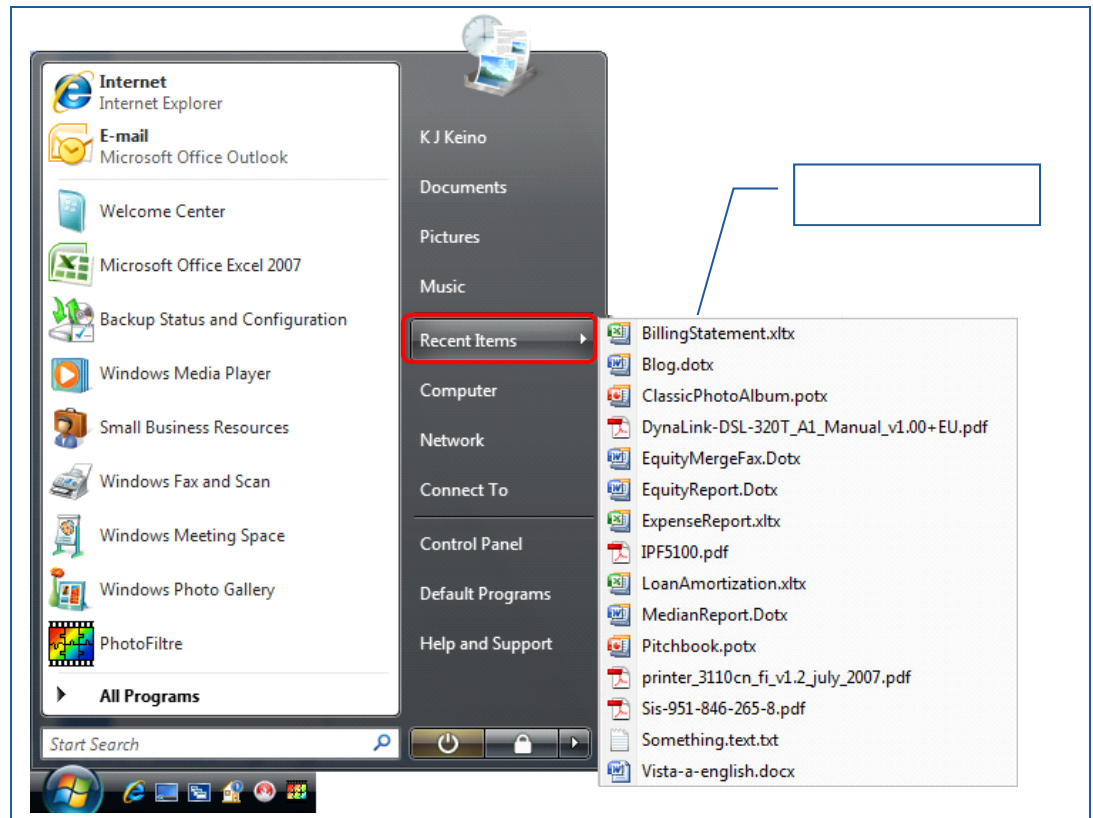 Internet
Internet Explorer
E-mail
Microsoft Office Outlook
Welcome Center
Microsoft Office Excel 2007
Backup Status and Configuration
Windows Media Player
Small Business Resources
Windows Fax and Scan
Windows Meeting Space
Windows Photo Gallery
PhotoFiltre
All Programs
Start Search
K J Keino
Documents
Pictures
Music
Recent Items
Computer
Network
Connect To
Control Panel
Default Programs
Help and Support
BillingStatement.xltx
Blog.dotx
ClassicPhotoAlbum.potx
DynaLink-DSL-320T_A1_Manual_v1.00+EU.pdf
EquityMergeFax.Dotx
EquityReport.Dotx
ExpenseReport.xltx
IPF5100.pdf
LoanAmortization.xltx
MedianReport.Dotx
Pitchbook.potx
printer_3110cn_fi_v1.2_july_2007.pdf
Sis-951-846-265-8.pdf
Something.text.txt
Vista-a-english.docx